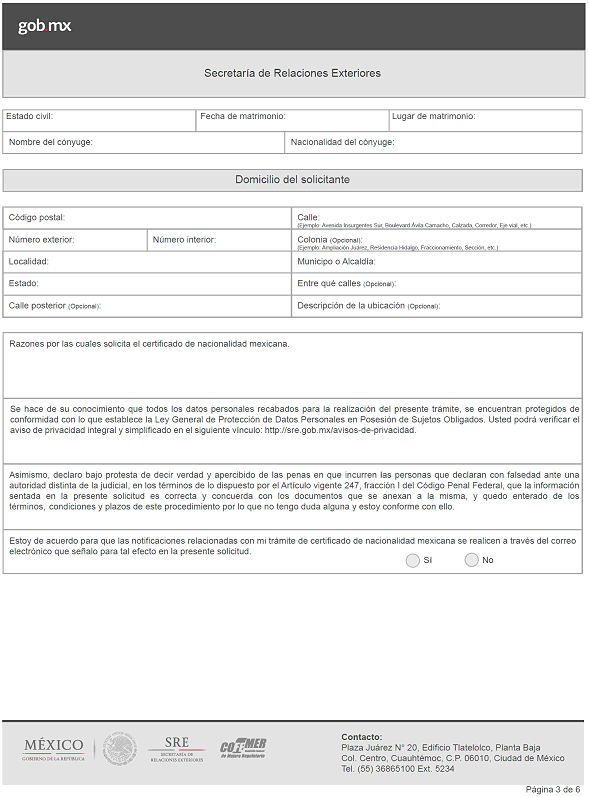 gob.mx
Secretaría de Relaciones Exteriores
Estado civil:
Fecha de matrimonio:
Lugar de matrimonio:
Nombre del cónyuge:
Nacionalidad del cónyuge:
Domicilio del solicitante
Código postal:
Calle:
(Ejemplo: Avenida Insurgentes Sur, Boulevard Ávila Camacho, Calzada, Corredor, Eje vial, etc.)
Número exterior:
Número interior:
Colonia (Opcional):
(Ejemplo: Ampliación Juárez, Residencia Hidalgo, Fraccionamiento, Sección, etc.)
Localidad:
Municipo o Alcaldía:
Estado:
Entre qué calles (Opcional):
Calle posterior (Opcional):
Descripción de la ubicación (Opcional):
Razones por las cuales solicita el certificado de nacionalidad mexicana.
Se hace de su conocimiento que todos los datos personales recabados para la realización del presente trámite, se encuentran protegidos de
conformidad con lo que establece la Ley General de Protección de Datos Personales en Posesión de Sujetos Obligados. Usted podrá verificar el
aviso de privacidad integral y simplificado en el siguiente vínculo: http://sre.gob.mx/avisos-de-privacidad.
Asimismo, declaro bajo protesta de decir verdad y apercibido de las penas en que incurren las personas que declaran con falsedad ante una
autoridad distinta de la judicial, en los términos de lo dispuesto por el Artículo vigente 247, fracción I del Código Penal Federal, que la información
sentada en la presente solicitud es correcta y concuerda con los documentos que se anexan a la misma, y quedo enterado de los
términos, condiciones y plazos de este procedimiento por lo que no tengo duda alguna y estoy conforme con ello.
Estoy de acuerdo para que las notificaciones relacionadas con mi trámite de certificado de nacionalidad mexicana se realicen a través del correo
electrónico que señalo para tal efecto en la presente solicitud.
Sí
No
MÉXICO
GOBIERNO DE LA REPÚBLICA
SRE
SECRETARÍA DE
RELACIONES EXTERIORES
COFEMER
de Mejora Regulatoria
Contacto:
Plaza Juárez N° 20, Edificio Tlatelolco, Planta Baja
Col. Centro, Cuauhtémoc, C.P. 06010, Ciudad de México
Tel. (55) 36865100 Ext. 5234
Página 3 de 6